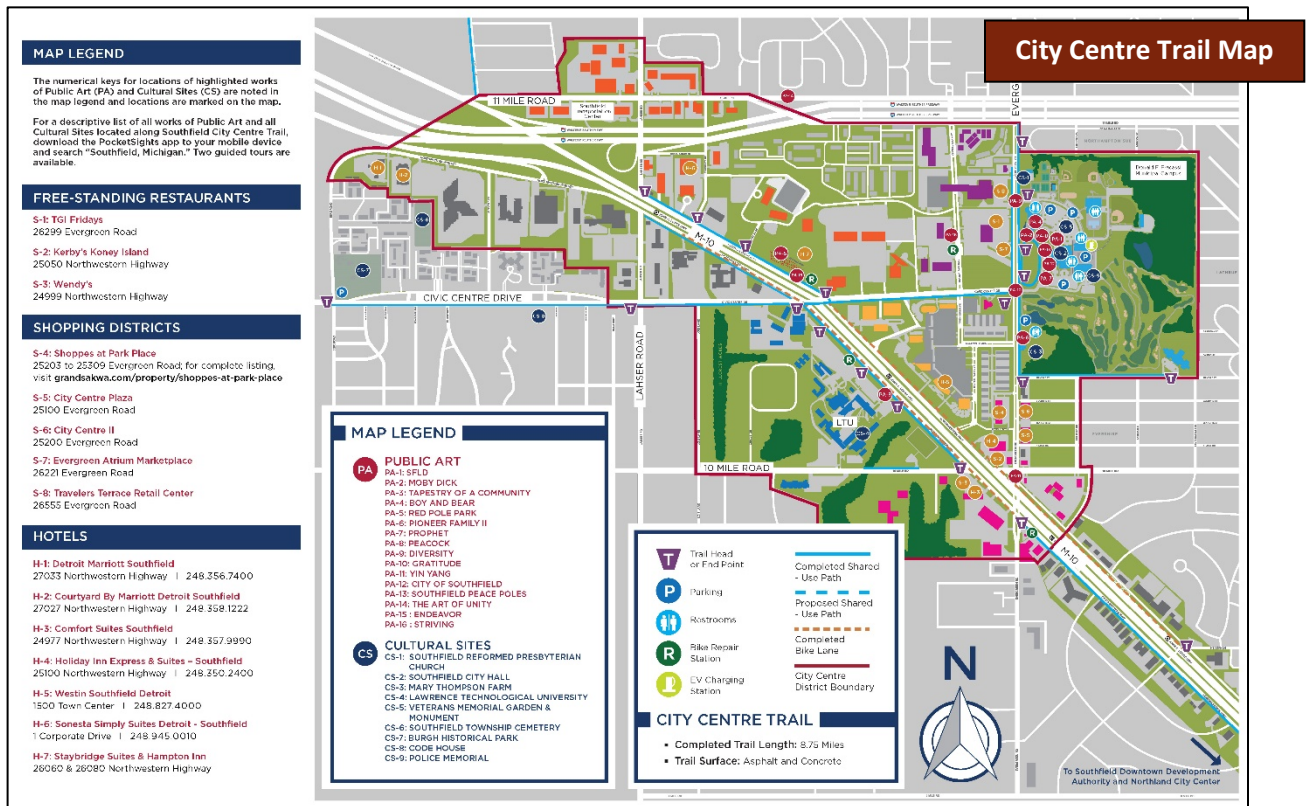 City Centre Trail Map
MAP LEGEND
The numerical keys for locations of highlighted works
of Public Art (PA) and Cultural Sites (CS) are noted in
the map legend and locations are marked on the map.
For a descriptive list of all works of Public Art and all
Cultural Sites located along Southfield City Centre Trail,
download the PocketSights app to your mobile device
and search "Southfield, Michigan." Two guided tours are
available.
FREE-STANDING RESTAURANTS
S-1: TGI Fridays
26299 Evergreen Road
S-2: Kerby's Koney Island
25050 Northwestern Highway
S-3: Wendy's
24999 Northwestern Highway
SHOPPING DISTRICTS
S-4: Shoppes at Park Place
25203 to 25309 Evergreen Road; for complete listing,
visit grandsakwa.com/property/shoppes-at-park-place
S-5: City Centre Plaza
25100 Evergreen Road
S-6: City Centre II
25200 Evergreen Road
S-7: Evergreen Atrium Marketplace
26221 Evergreen Road
S-8: Travelers Terrace Retail Center
26555 Evergreen Road
HOTELS
H-1: Detroit Marriott Southfield
27033 Northwestern Highway | 248.356.7400
H-2: Courtyard By Marriott Detroit Southfield
27027 Northwestern Highway | 248.358.1222
H-3: Comfort Suites Southfield
24977 Northwestern Highway | 248.357.9990
H-4: Holiday Inn Express & Suites – Southfield
25100 Northwestern Highway | 248.350.2400
H-5: Westin Southfield Detroit
1500 Town Center | 248.827.4000
H-6: Sonesta Simply Suites Detroit - Southfield
1 Corporate Drive | 248.945.0010
H-7: Staybridge Suites & Hampton Inn
26060 & 26080 Northwestern Highway
11 MILE ROAD
M-10
CIVIC CENTRE DRIVE
LAHSER ROAD
LTU
10 MILE ROAD
M-10
MAP LEGEND
PA PUBLIC ART
PA-1: SFLD
PA-2: MOBY DICK
PA-3: TAPESTRY OF A COMMUNITY
PA-4: BOY AND BEAR
PA-5: RED POLE PARK
PA-6: PIONEER FAMILY II
PA-7: PROPHET
PA-8: PEACOCK
PA-9: DIVERSITY
PA-10: GRATITUDE
PA-11: YIN YANG
PA-12: CITY OF SOUTHFIELD
PA-13: SOUTHFIELD PEACE POLES
PA-14: THE ART OF UNITY
PA-15 : ENDEAVOR
PA-16 : STRIVING
CS CULTURAL SITES
CS-1: SOUTHFIELD REFORMED PRESBYTERIAN
CHURCH
CS-2: SOUTHFIELD CITY HALL
CS-3: MARY THOMPSON FARM
CS-4: LAWRENCE TECHNOLOGICAL UNIVERSITY
CS-5: VETERANS MEMORIAL GARDEN &
MONUMENT
CS-6: SOUTHFIELD TOWNSHIP CEMETERY
CS-7: BURGH HISTORICAL PARK
CS-8: CODE HOUSE
CS-9: POLICE MEMORIAL
T Trail Head
or End Point
P Parking
Rostrooms
R Bike Repair
Station
EV Charging
Station
Completed Shared
- Use Path
Proposed Shared
- Use Path
Completed
Bike Lane
City Centre
District Boundary
CITY CENTRE TRAIL
▪ Completed Trail Length: 8.75 Miles
▪ Trail Surface: Asphalt and Concrete
N
To Southfield Downtown Development
Authority and Northland City Center